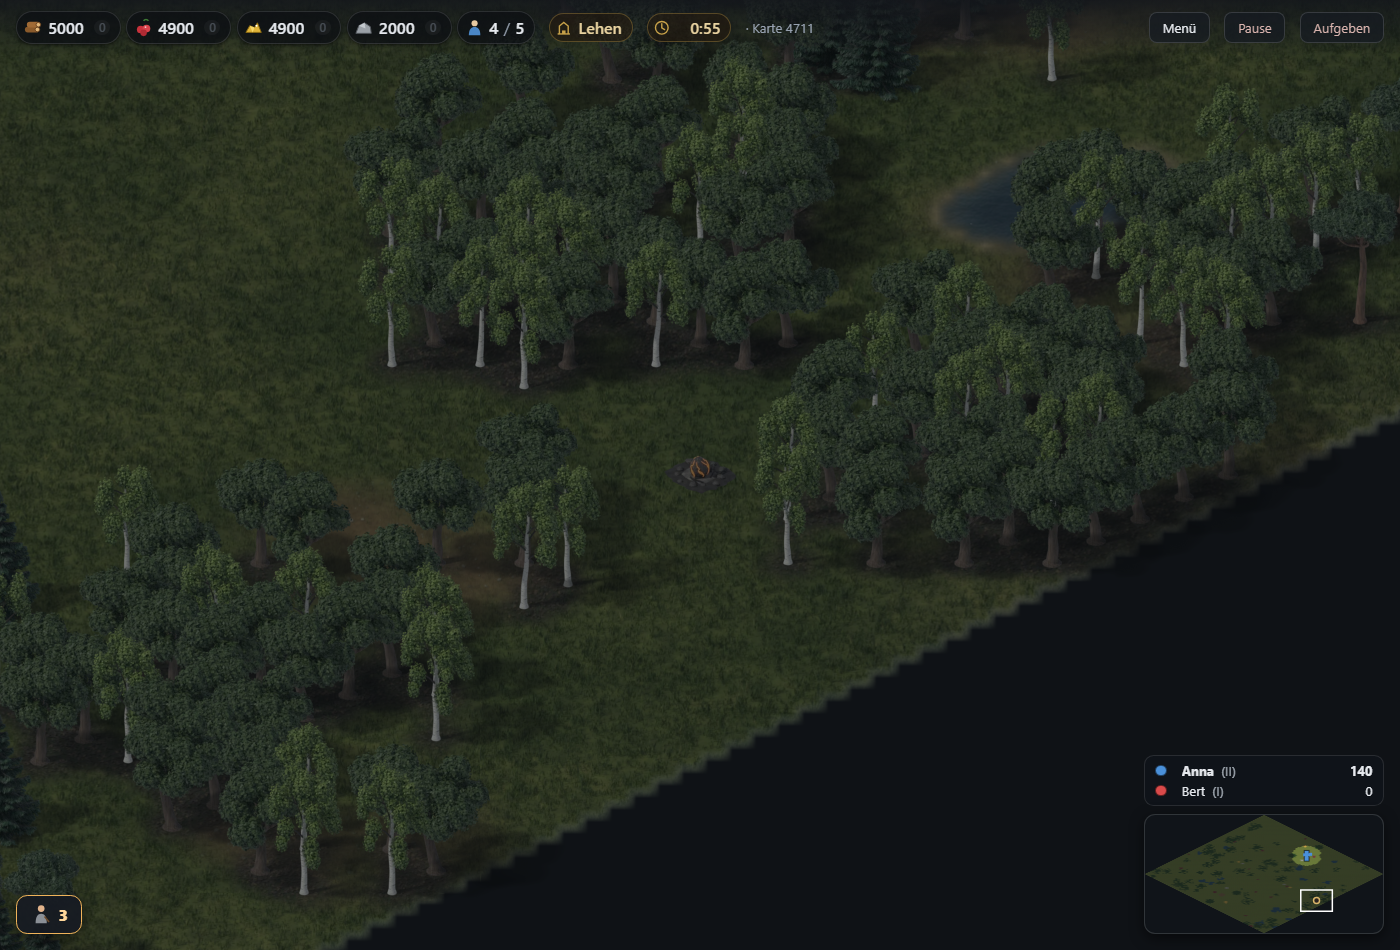 5000 0 4900 0 4900 0 2000 0 4 / 5 Lehen 0:55 · Karte 4711 Menü Pause Aufgeben
Anna (II) 140
Bert (I) 0
3